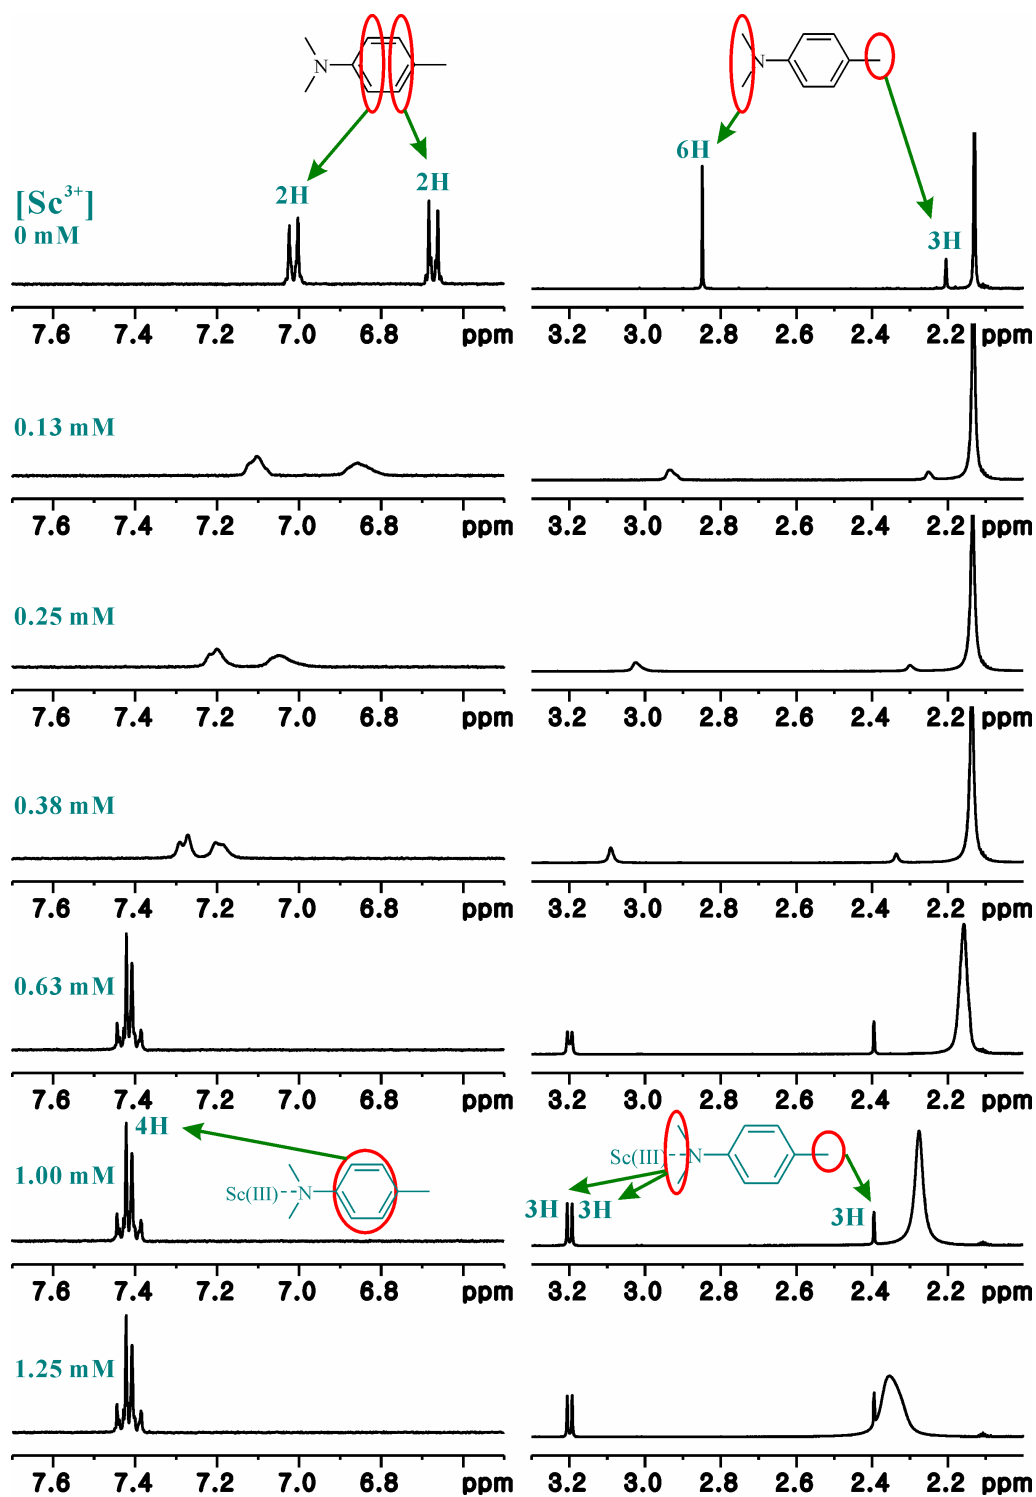 N
N
6H
2H
2H
[Sc3+]
0 mM
3H
7.6 7.4 7.2 7.0 6.8 ppm
3.2 3.0 2.8 2.6 2.4 2.2 ppm
0.13 mM
7.6 7.4 7.2 7.0 6.8 ppm
3.2 3.0 2.8 2.6 2.4 2.2 ppm
0.25 mM
7.6 7.4 7.2 7.0 6.8 ppm
3.2 3.0 2.8 2.6 2.4 2.2 ppm
0.38 mM
7.6 7.4 7.2 7.0 6.8 ppm
3.2 3.0 2.8 2.6 2.4 2.2 ppm
0.63 mM
7.6 7.4 7.2 7.0 6.8 ppm
3.2 3.0 2.8 2.6 2.4 2.2 ppm
4H
1.00 mM
Sc(III)--N
Sc(III)--N
3H 3H
3H
7.6 7.4 7.2 7.0 6.8 ppm
3.2 3.0 2.8 2.6 2.4 2.2 ppm
1.25 mM
7.6 7.4 7.2 7.0 6.8 ppm
3.2 3.0 2.8 2.6 2.4 2.2 ppm